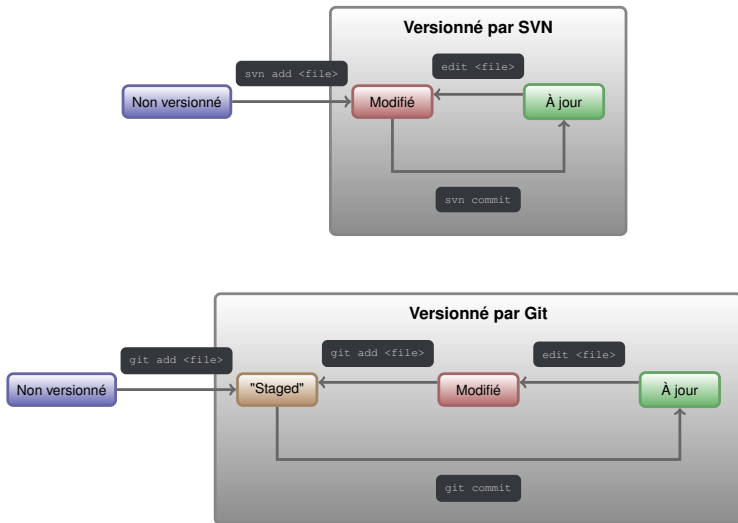 Versionné par SVN
svn add <file>
edit <file>
Non versionné
Modifié
À jour
svn commit
Versionné par Git
git add <file>
git add <file>
edit <file>
Non versionné
"Staged"
Modifié
À jour
git commit